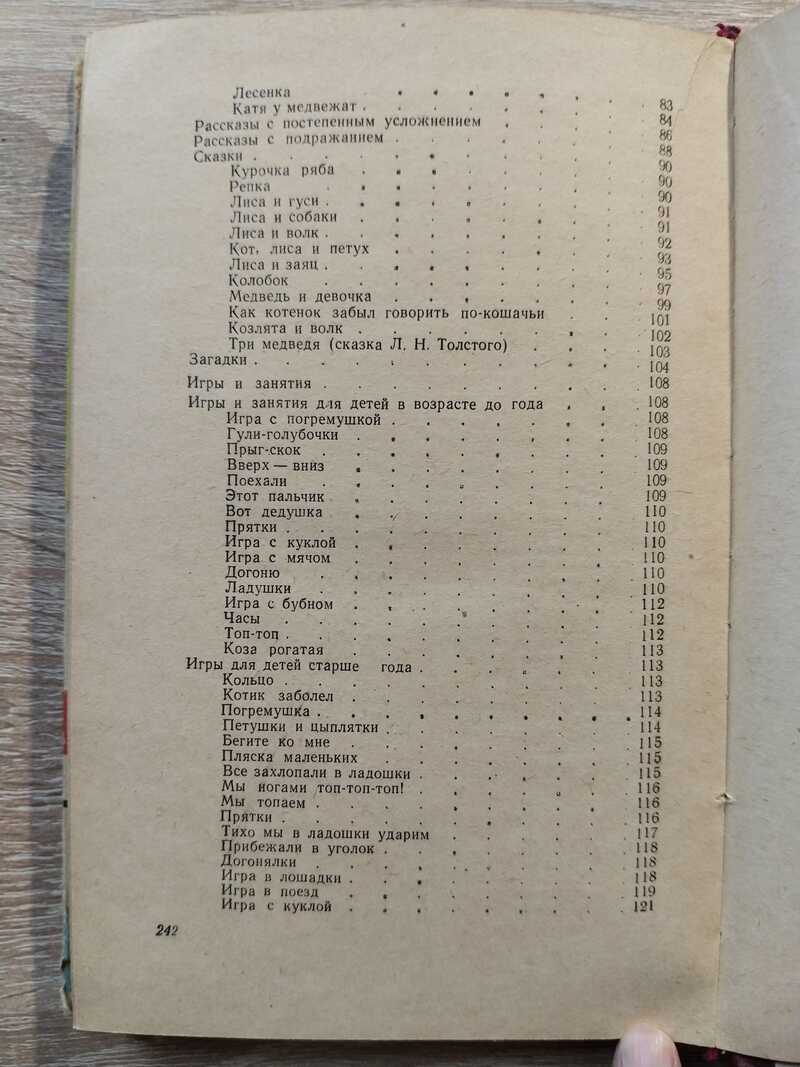 Лесенка . . . . . . 83
Катя у медвежат . . . . . . 84
Рассказы с постепенным усложнением . . . 86
Рассказы с подражанием . . . . . . 88
Сказки . . . . . . . . 90
Курочка ряба . . . . . . 90
Репка . . . . . . . 90
Лиса и гуси . . . . . . . 91
Лиса и собаки . . . . . . 91
Лиса и волк . . . . . . . 92
Кот, лиса и петух . . . . . . 93
Лиса и заяц . . . . . . . 95
Колобок . . . . . . . 97
Медведь и девочка . . . . . 99
Как котенок забыл говорить по-кошачьи . . 101
Козлята и волк . . . . . . . 102
Три медведя (сказка Л. Н. Толстого) . . . 103
Загадки . . . . . . . . . 104
Игры и занятия . . . . . . . . 108
Игры и занятия для детей в возрасте до года . . . 108
Игра с погремушкой . . . . . . . 108
Гули-голубочки . . . . . . . 108
Прыг-скок . . . . . . . . 109
Вверх — вниз . . . . . . . 109
Поехали . . . . . . . . 109
Этот пальчик . . . . . . . 109
Вот дедушка . . . . . . . 110
Прятки . . . . . . . . . 110
Игра с куклой . . . . . . . 110
Игра с мячом . . . . . . . 110
Догоню . . . . . . . . 110
Ладушки . . . . . . . . 110
Игра с бубном . . . . . . . 112
Часы . . . . . . . . . 112
Топ-топ . . . . . . . . . 112
Коза рогатая . . . . . . . 113
Игры для детей старше года . . . . . . 113
Кольцо . . . . . . . . . 113
Котик заболел . . . . . . . 113
Погремушка . . . . . . . . . 114
Петушки и цыплятки . . . . . . . 114
Бегите ко мне . . . . . . . 115
Пляска маленьких . . . . . . 115
Все захлопали в ладошки . . . . . 115
Мы ногами топ-топ-топ! . . . . . 116
Мы топаем . . . . . . . . 116
Прятки . . . . . . . . . 116
Тихо мы в ладошки ударим . . . . . 117
Прибежали в уголок . . . . . . 118
Догонялки . . . . . . . . 118
Игра в лошадки . . . . . . . 118
Игра в поезд . . . . . . . 119
Игра с куклой . . . . . . . 121
242